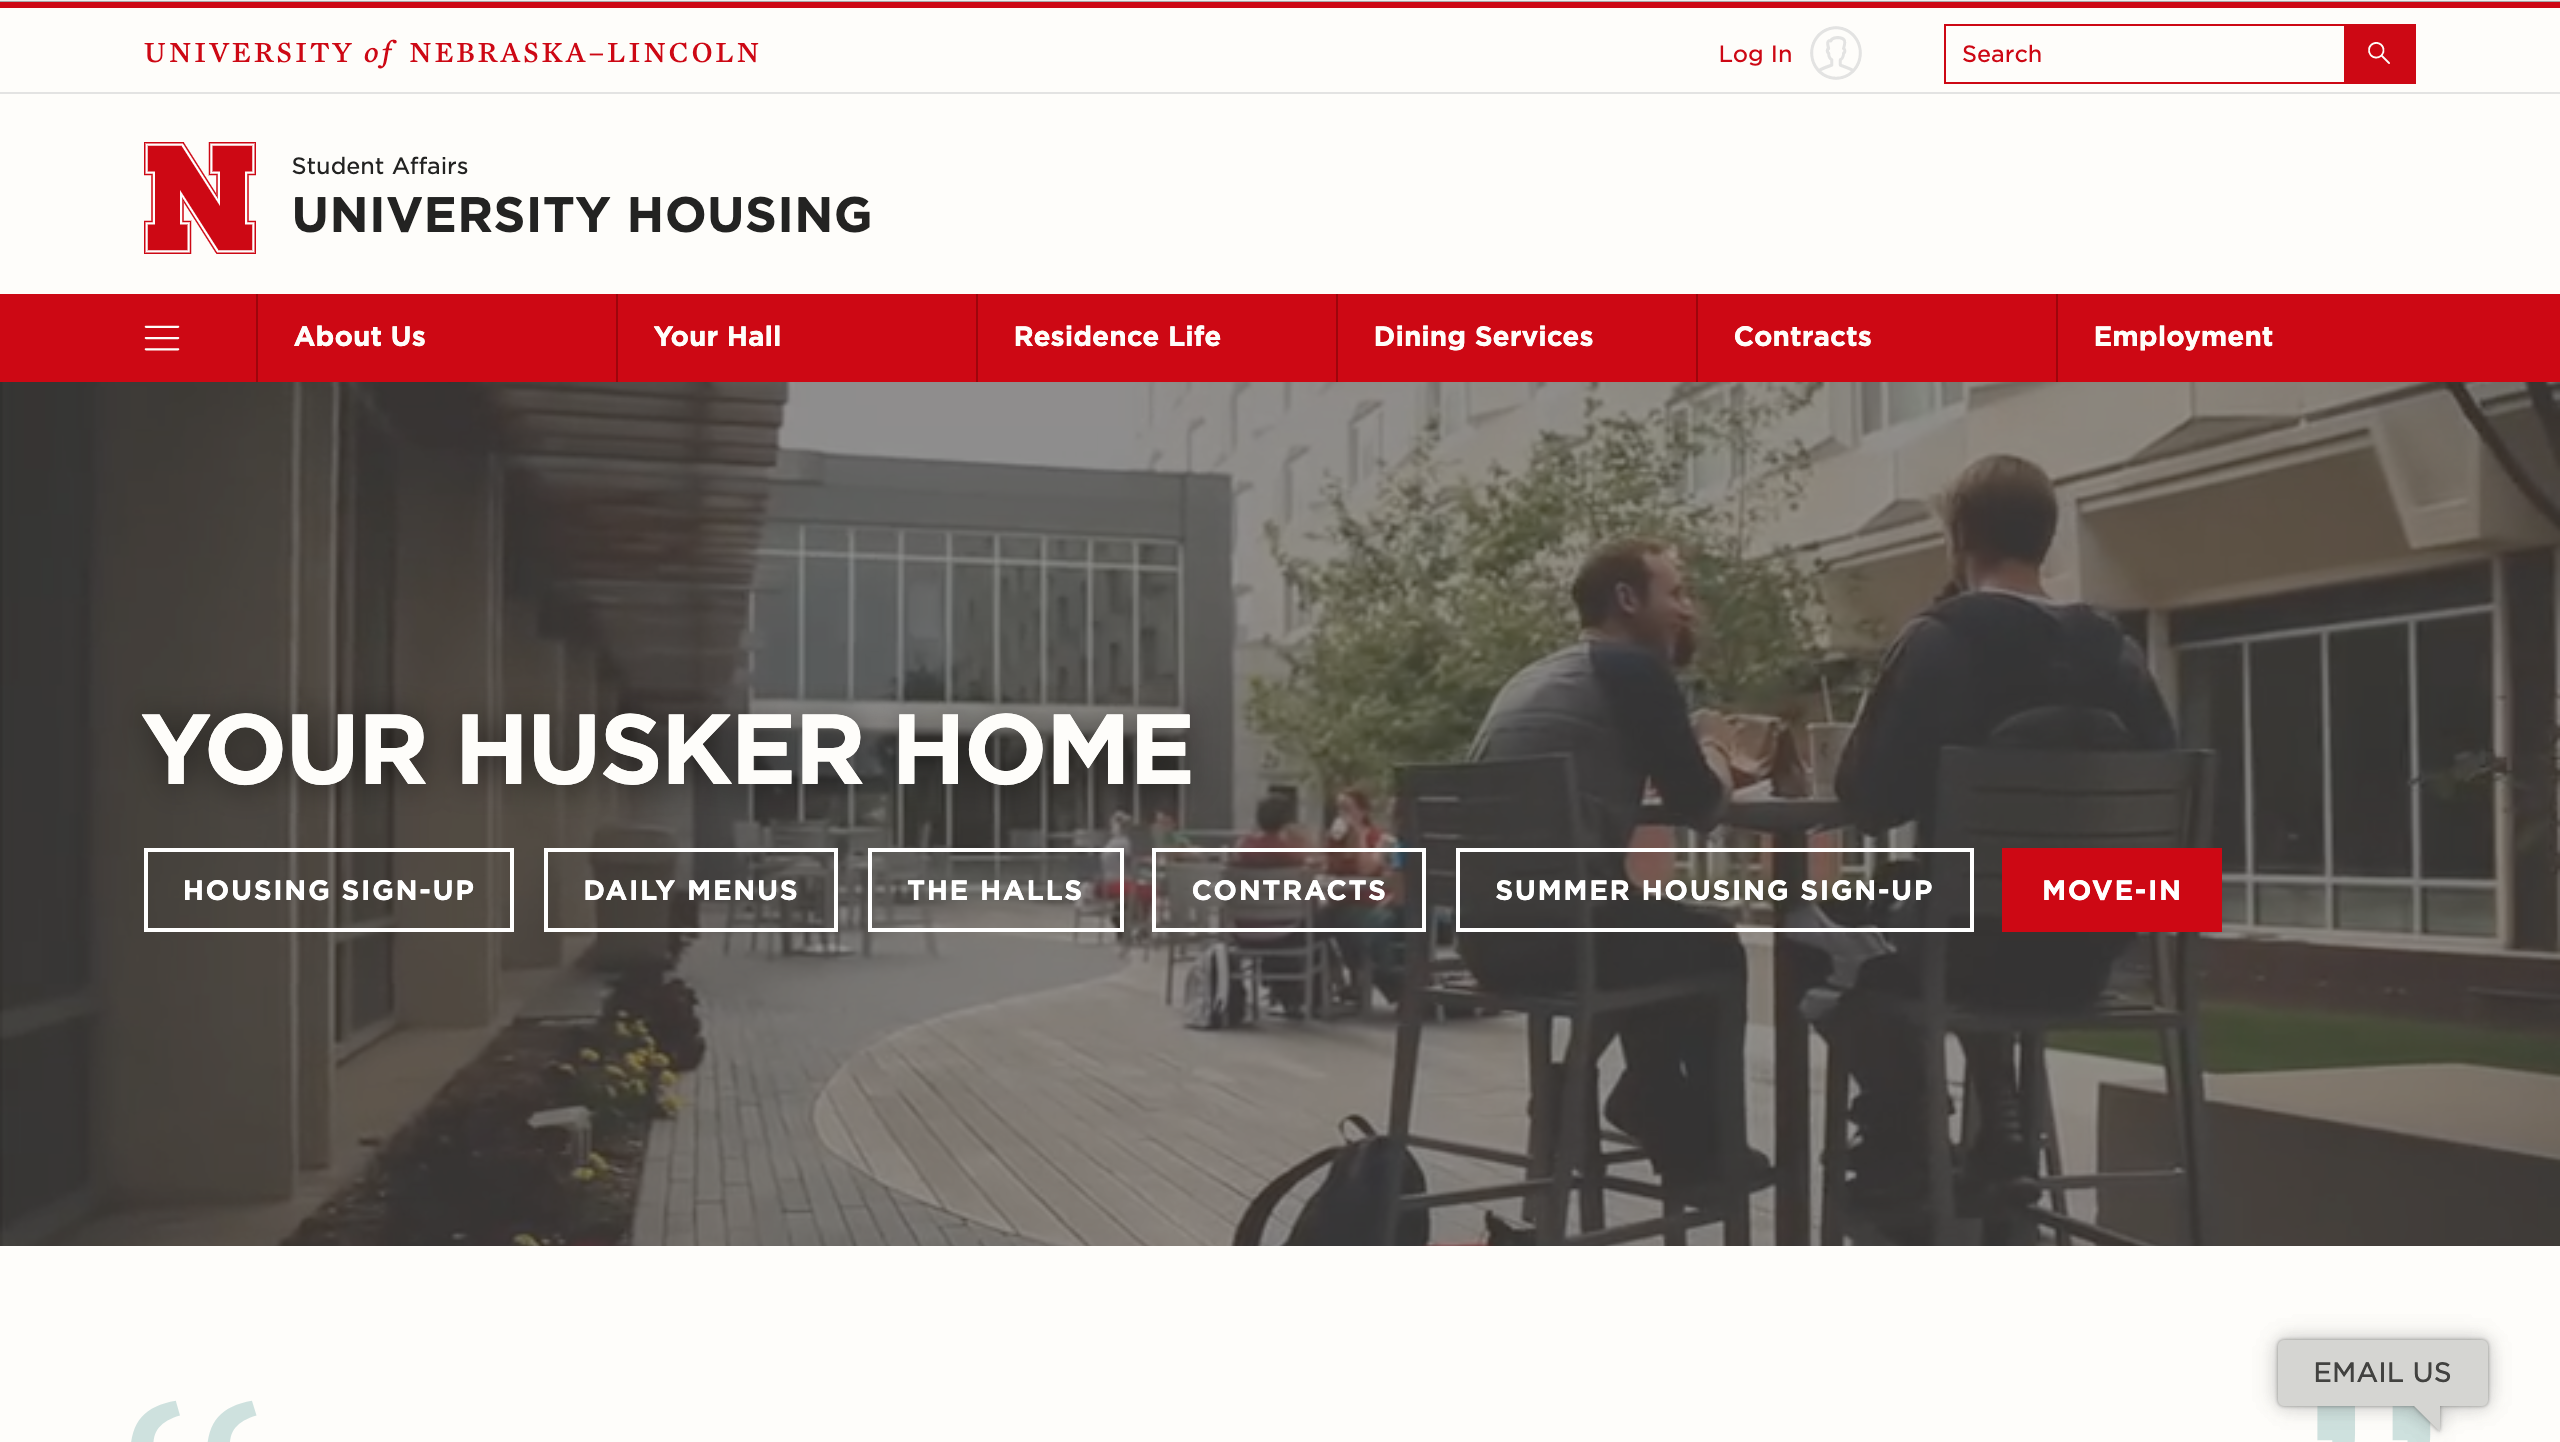 UNIVERSITY of NEBRASKA–LINCOLN
Log In
Search
N
Student Affairs
UNIVERSITY HOUSING
About Us
Your Hall
Residence Life
Dining Services
Contracts
Employment
YOUR HUSKER HOME
HOUSING SIGN-UP
DAILY MENUS
THE HALLS
CONTRACTS
SUMMER HOUSING SIGN-UP
MOVE-IN
EMAIL US
“